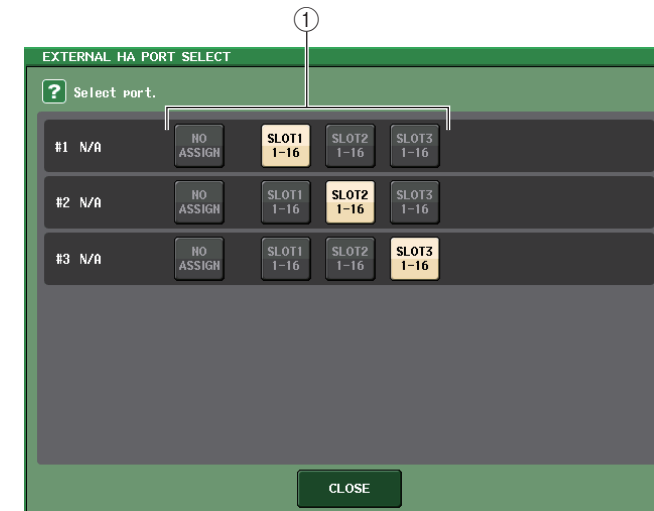 ①
EXTERNAL HA PORT SELECT
? Select port.
#1 N/A NO ASSIGN SLOT1 1-16 SLOT2 1-16 SLOT3 1-16
#2 N/A NO ASSIGN SLOT1 1-16 SLOT2 1-16 SLOT3 1-16
#3 N/A NO ASSIGN SLOT1 1-16 SLOT2 1-16 SLOT3 1-16
CLOSE